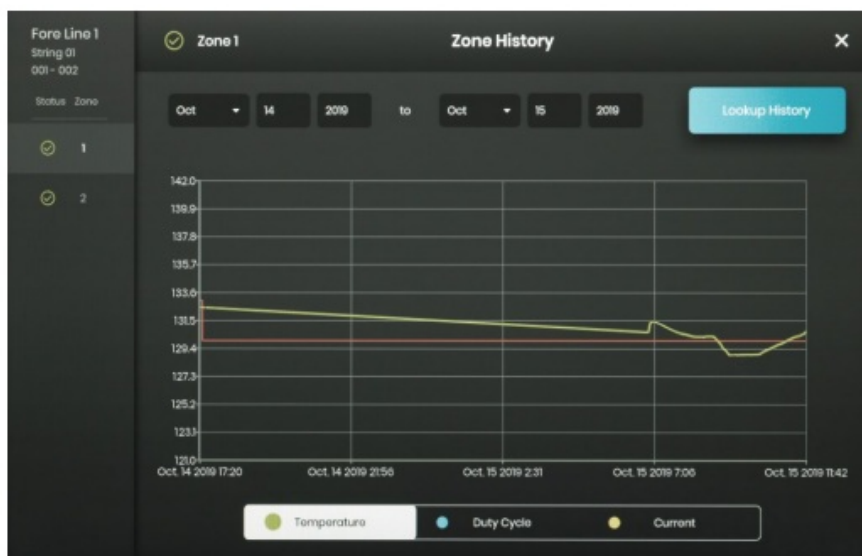 Fore Line 1
String 01
001 - 002
Status Zone
1
2
Zone 1
Zone History
Oct 14 2019 to Oct 15 2019
Lookup History
142.0
139.9
137.8
135.7
133.6
131.5
129.4
127.3
125.2
123.1
121.0
Oct. 14 2019 17:20 Oct. 14 2019 21:56 Oct. 15 2019 2:31 Oct. 15 2019 7:06 Oct. 15 2019 11:42
Temperature Duty Cycle Current